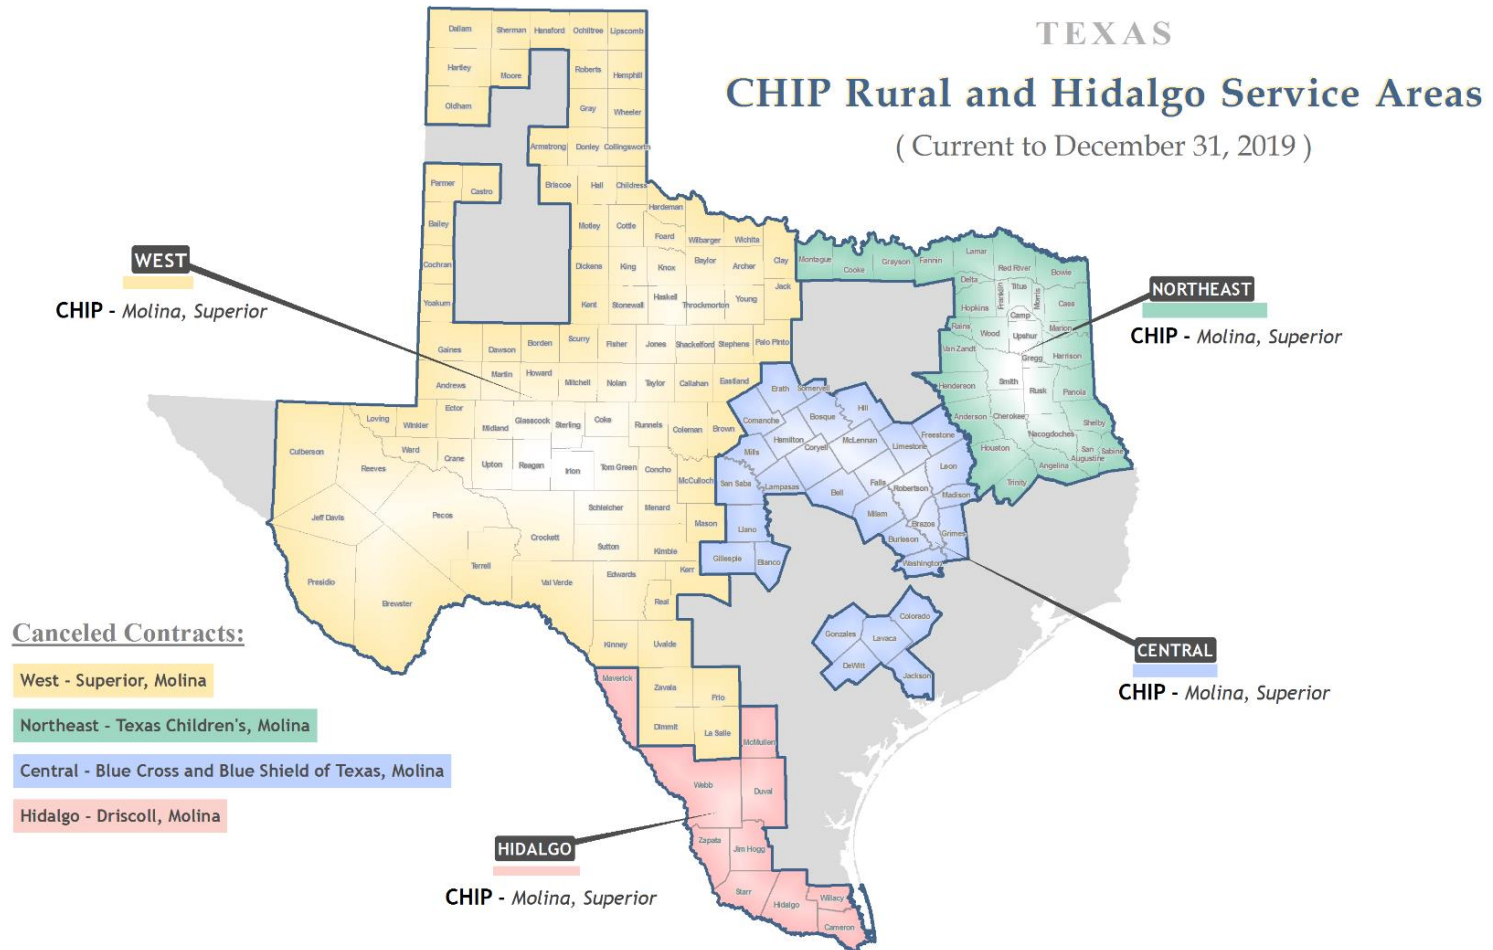 TEXAS
CHIP Rural and Hidalgo Service Areas
( Current to December 31, 2019 )
Dallam Sherman Hansford Ochiltree Lipscomb
Hartley Moore Roberts Hemphill
Oldham Gray Wheeler
Armstrong Donley Collingsworth
Parmer Castro Briscoe Hall Childress
Hardeman
Bailey Motley Cottle Foard Wilbarger Wichita
Cochran Dickens King Knox Baylor Archer Clay
Yoakum Kent Stonewall Haskell Throckmorton Young Jack
Gaines Dawson Borden Scurry Fisher Jones Shackelford Stephens Palo Pinto
Andrews Martin Howard Mitchell Nolan Taylor Callahan Eastland
Loving Winkler Ector Midland Glasscock Sterling Coke Runnels Coleman Brown
Culberson Reeves Ward Crane Upton Reagan Irion Tom Green Concho McCulloch
Jeff Davis Pecos Crockett Schleicher Menard Mason
Sutton Kimble
Presidio Brewster Terrell Val Verde Edwards Kerr
Real
Kinney Uvalde
Zavala Frio
Dimmit La Salle
WEST
CHIP - Molina, Superior
Montague Cooke Grayson Fannin Lamar Red River Bowie
Delta Franklin Titus Morris Cass
Hopkins Camp
Rains Wood Upshur Marion
Van Zandt Gregg Harrison
Henderson Smith Rusk Panola
Anderson Cherokee Shelby
Nacogdoches
Houston Angelina San Augustine Sabine
Trinity
NORTHEAST
CHIP - Molina, Superior
Erath Somervell
Comanche Bosque Hill
Hamilton McLennan Limestone Freestone
Mills Coryell Leon
San Saba Lampasas Bell Falls Robertson Madison
Llano Milam Brazos Grimes
Burleson
Gillespie Blanco Washington
Colorado
Gonzales Lavaca
DeWitt Jackson
CENTRAL
CHIP - Molina, Superior
Maverick
McMullen
Webb Duval
Zapata Jim Hogg
Starr Hidalgo Willacy
Cameron
HIDALGO
CHIP - Molina, Superior
Canceled Contracts:
West - Superior, Molina
Northeast - Texas Children's, Molina
Central - Blue Cross and Blue Shield of Texas, Molina
Hidalgo - Driscoll, Molina